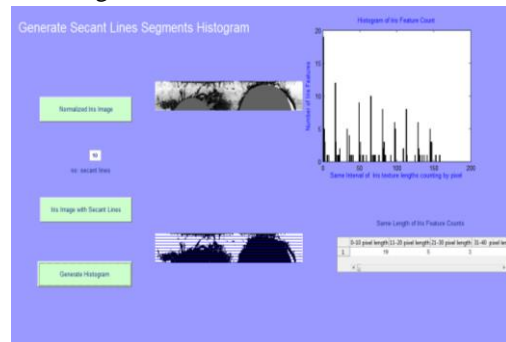 Generate Secant Lines Segments Histogram
Histogram of Iris Feature Count
Number of Iris Features
20
15
10
5
0
0 50 100 150 200
Same Interval of Iris texture lengths counting by pixel
Normalized Iris Image
50
no. secant lines
Iris Image with Secant Lines
Generate Histogram
Same Length of Iris Feature Counts
0-10 pixel length 11-20 pixel length 21-30 pixel length 31-40 pixel len
1 19 5 3